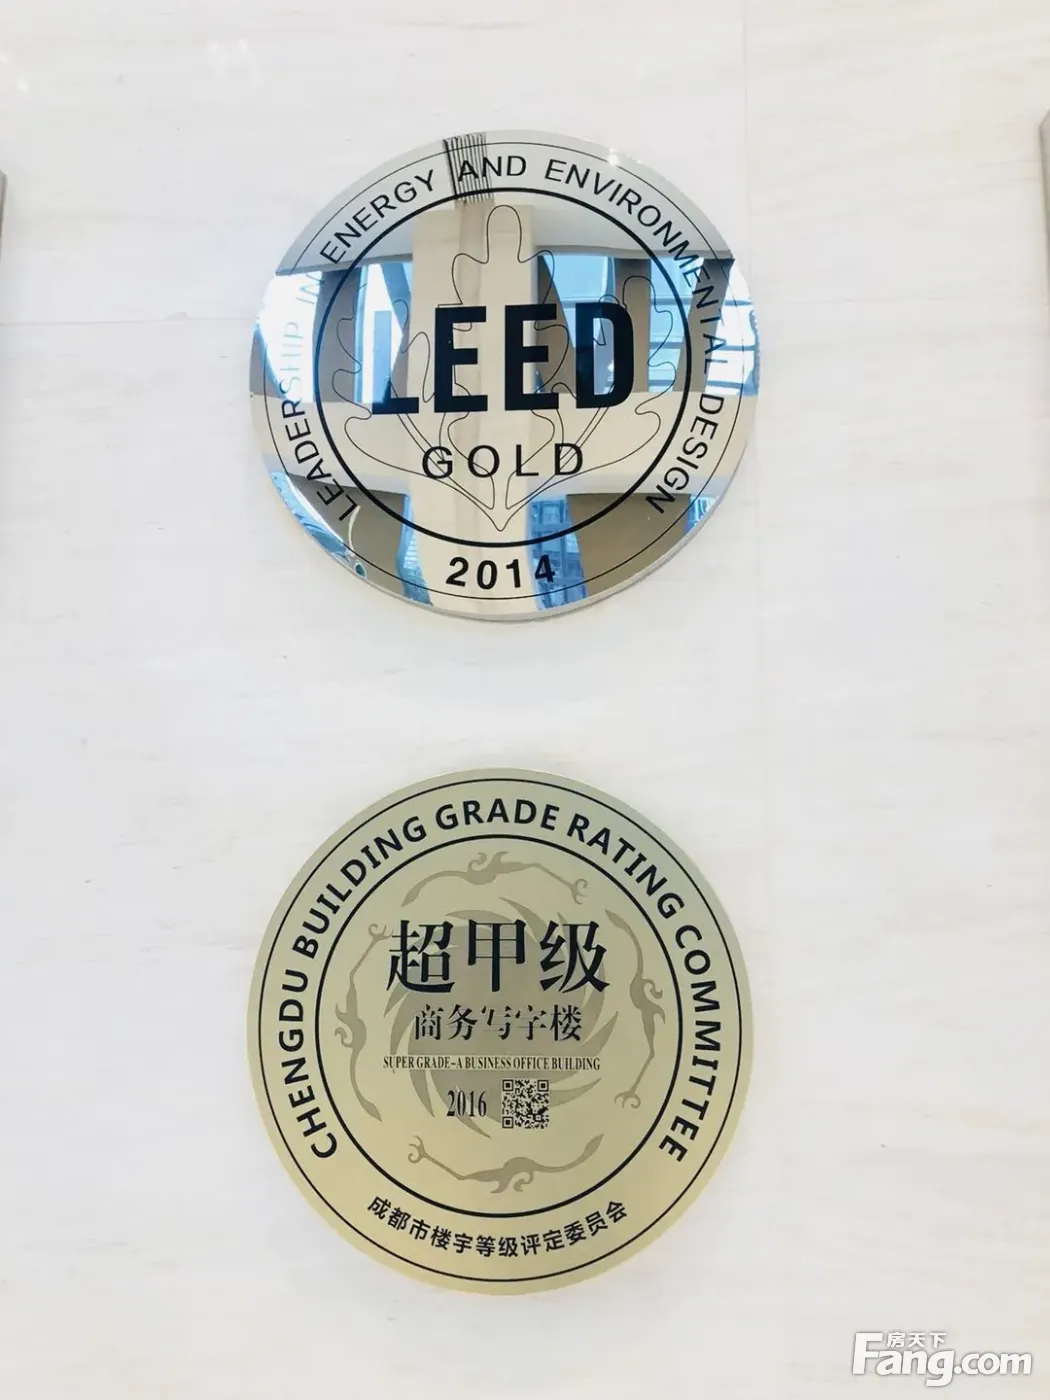 LEADERSHIP IN ENERGY AND ENVIRONMENTAL DESIGN
LEED
GOLD
2014
CHENGDU BUILDING GRADE RATING COMMITTEE
超甲级
商务写字楼
SUPER GRADE-A BUSINESS OFFICE BUILDING
2016
成都市楼宇等级评定委员会
房天下
Fang.com